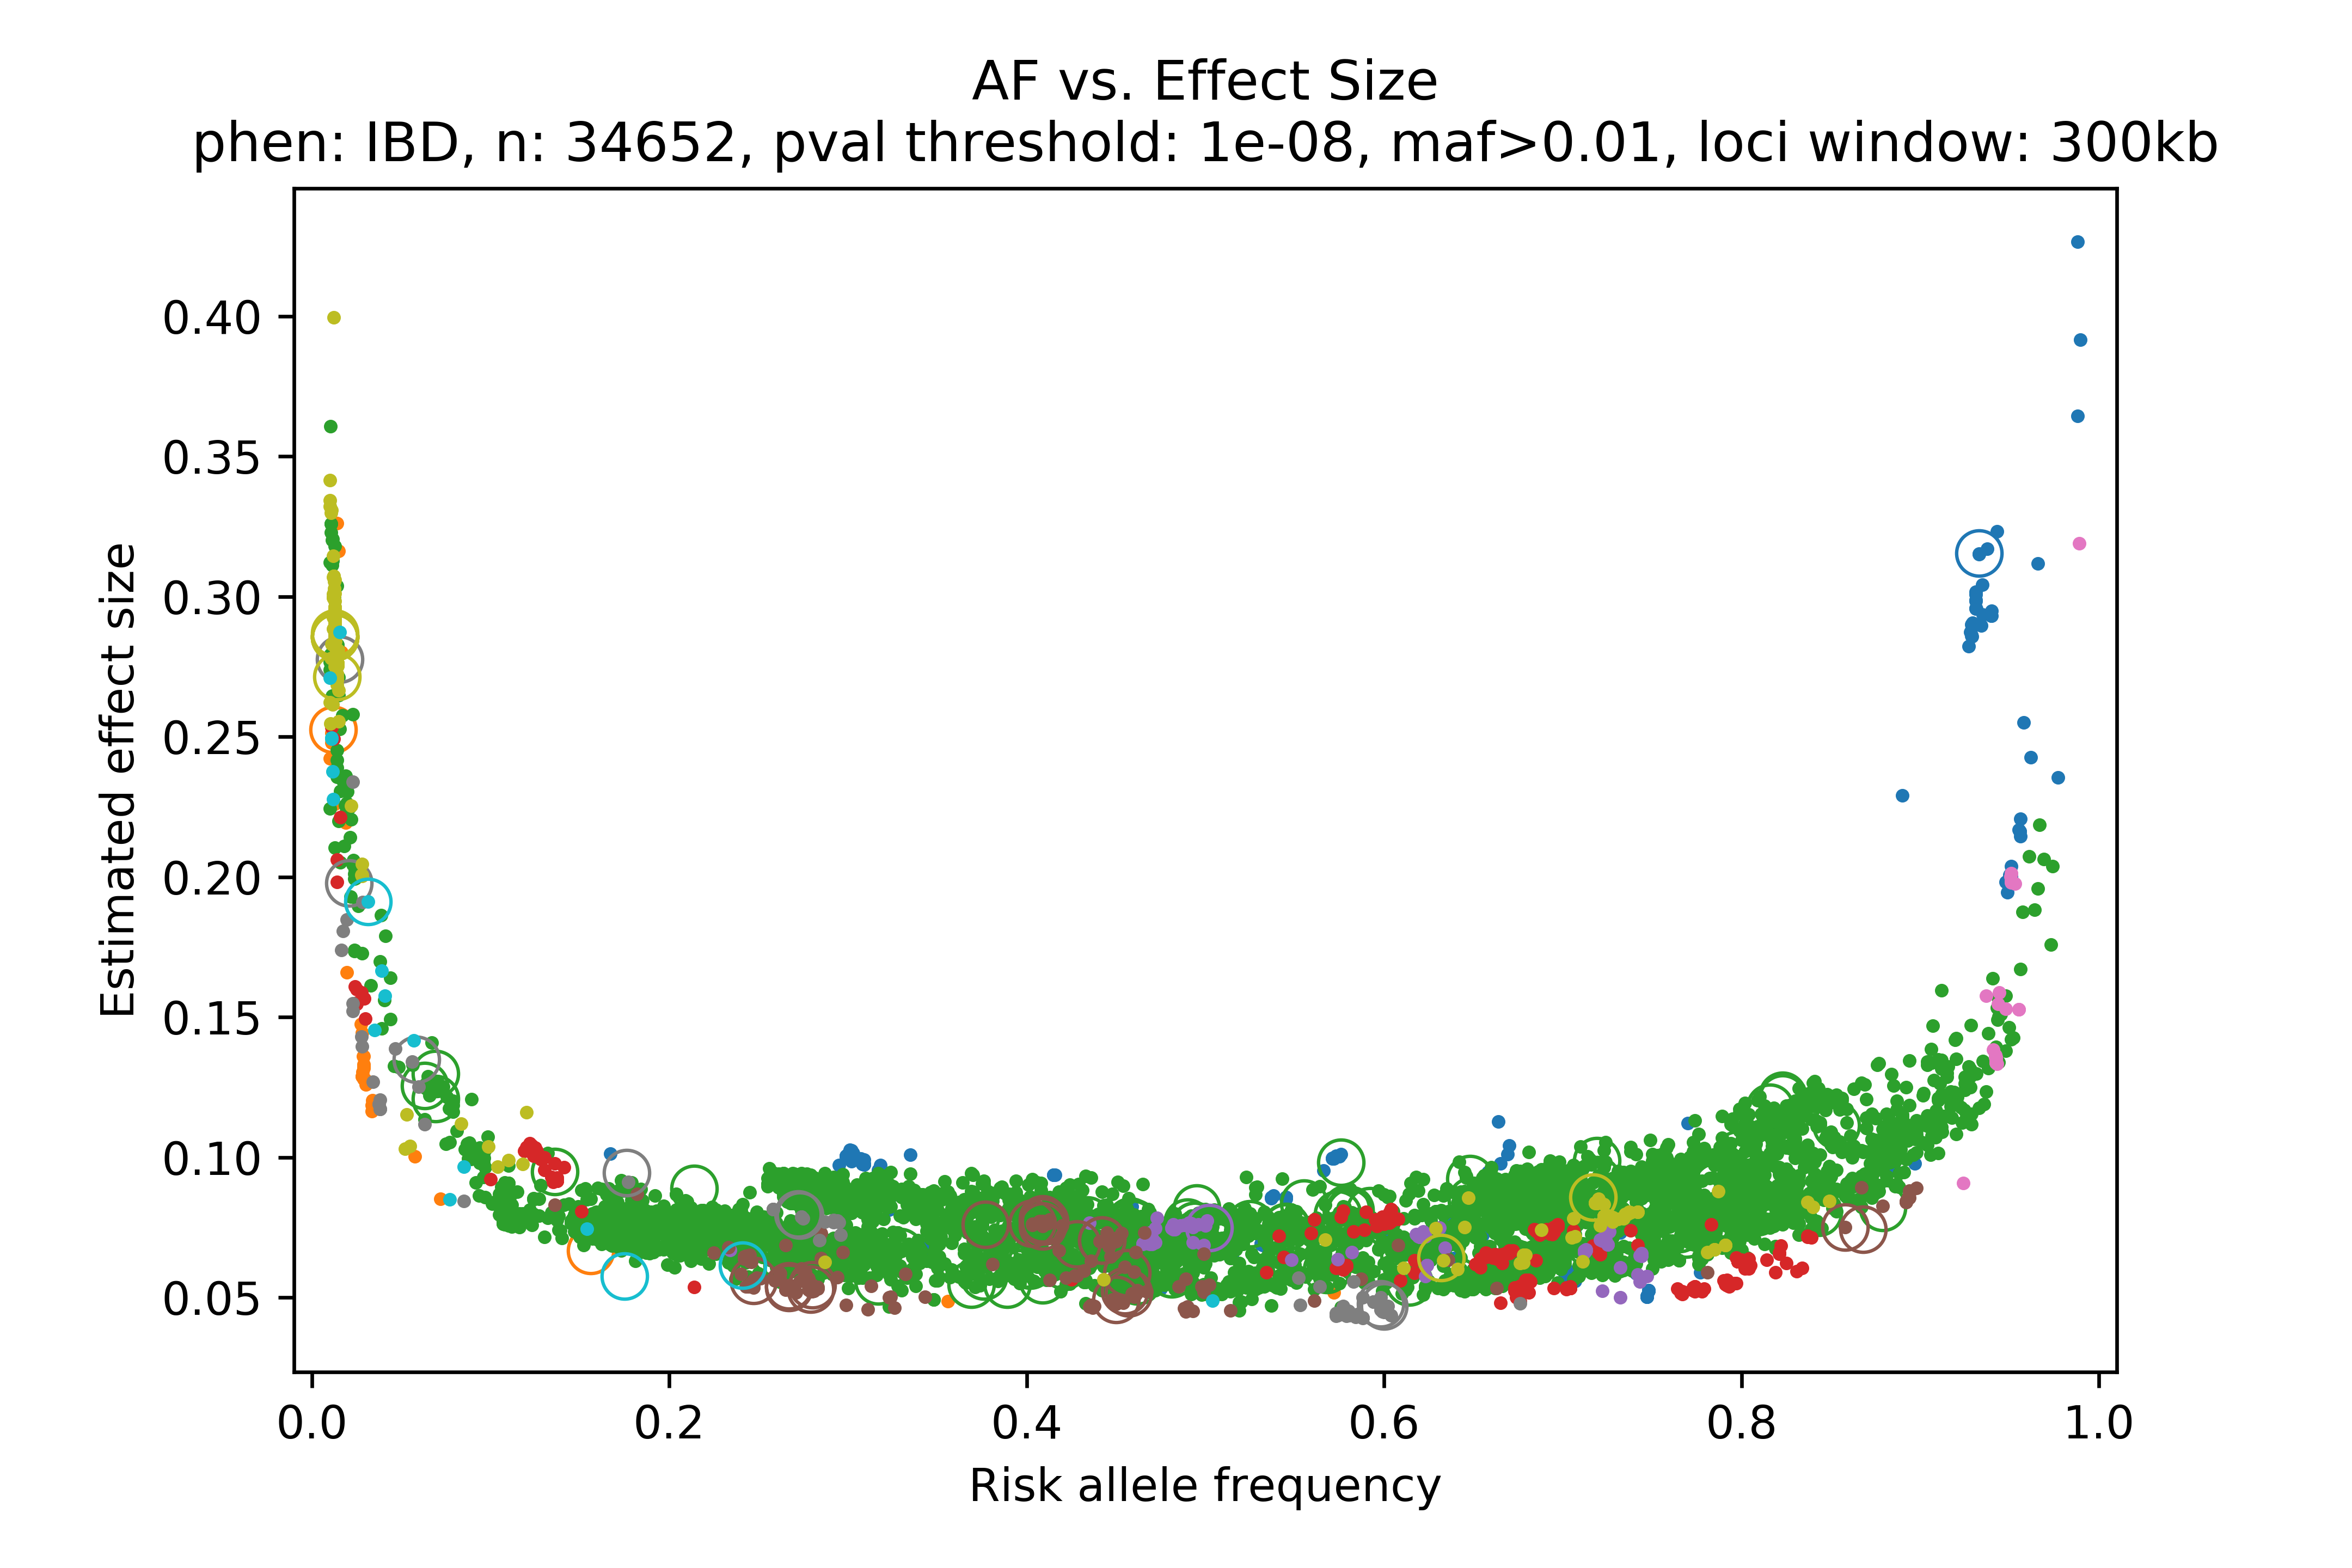 AF vs. Effect Size
phen: IBD, n: 34652, pval threshold: 1e-08, maf>0.01, loci window: 300kb
Estimated effect size
0.40
0.35
0.30
0.25
0.20
0.15
0.10
0.05
0.0 0.2 0.4 0.6 0.8 1.0
Risk allele frequency